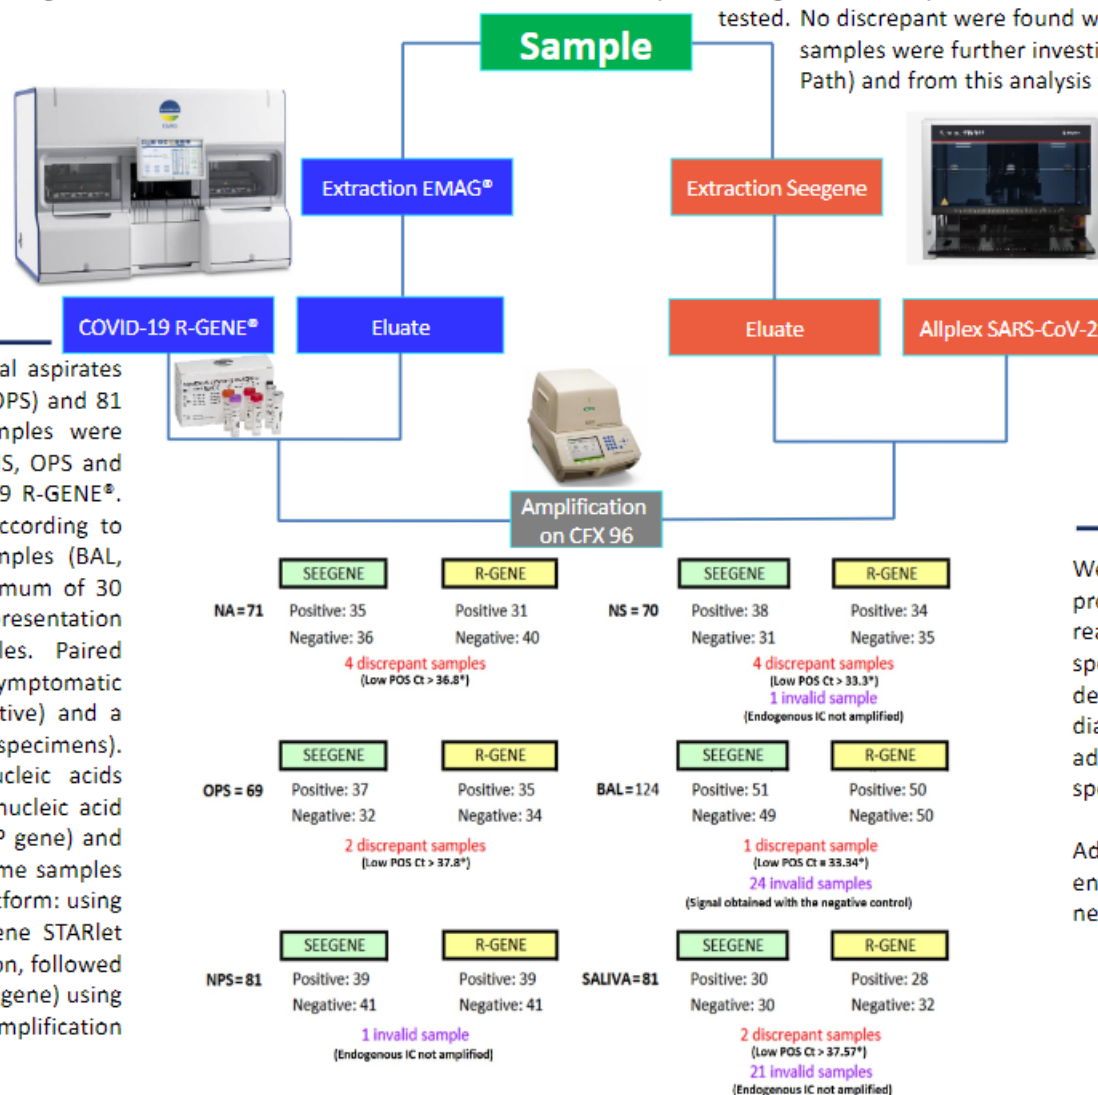 tested. No discrepant were found w
samples were further investi
Path) and from this analysis
Sample
Extraction EMAG®
Extraction Seegene
COVID-19 R-GENE®
Eluate
Eluate
Allplex SARS-CoV-2
Amplification
on CFX 96
al aspirates
OPS) and 81
mples were
IS, OPS and
9 R-GENE®.
ccording to
mples (BAL,
mum of 30
presentation
les. Paired
ymptomatic
tive) and a
specimens).
ucleic acids
nucleic acid
P gene) and
me samples
tform: using
ene STARlet
on, followed
gene) using
mplification
SEEGENE
R-GENE
NA=71
Positive: 35
Positive 31
Negative: 36
Negative: 40
4 discrepant samples
(Low POS Ct > 36.8*)
SEEGENE
R-GENE
NS = 70
Positive: 38
Positive: 34
Negative: 31
Negative: 35
4 discrepant samples
(Low POS Ct > 33.3*)
1 invalid sample
(Endogenous IC not amplified)
SEEGENE
R-GENE
OPS = 69
Positive: 37
Positive: 35
Negative: 32
Negative: 34
2 discrepant samples
(Low POS Ct > 37.8*)
SEEGENE
R-GENE
BAL=124
Positive: 51
Positive: 50
Negative: 49
Negative: 50
1 discrepant sample
(Low POS Ct = 33.34*)
24 invalid samples
(Signal obtained with the negative control)
SEEGENE
R-GENE
NPS=81
Positive: 39
Positive: 39
Negative: 41
Negative: 41
1 invalid sample
(Endogenous IC not amplified)
SEEGENE
R-GENE
SALIVA=81
Positive: 30
Positive: 28
Negative: 30
Negative: 32
2 discrepant samples
(Low POS Ct > 37.57*)
21 invalid samples
(Endogenous IC not amplified)
We
pro
rea
spe
de
dia
ad
spe
Ad
en
ne